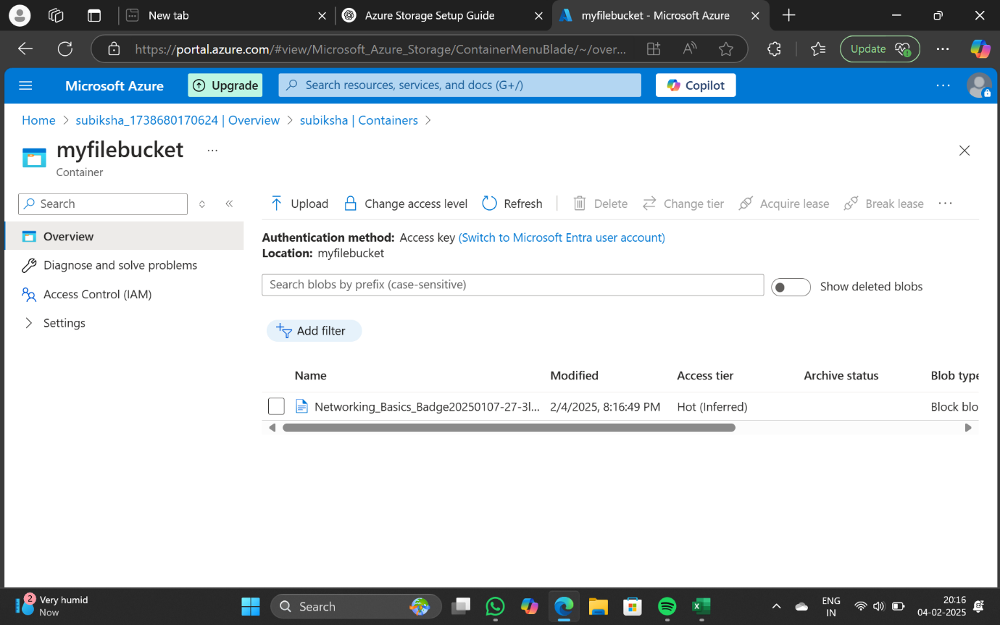 New tab
Azure Storage Setup Guide
myfilebucket - Microsoft Azure
https://portal.azure.com/#view/Microsoft_Azure_Storage/ContainerMenuBlade/~/over...
Update
Microsoft Azure
Upgrade
Search resources, services, and docs (G+/)
Copilot
Home > subiksha_1738680170624 | Overview > subiksha | Containers >
myfilebucket
...
Container
Search
Upload
Change access level
Refresh
Delete
Change tier
Acquire lease
Break lease
Overview
Diagnose and solve problems
Access Control (IAM)
Settings
Authentication method: Access key (Switch to Microsoft Entra user account)
Location: myfilebucket
Search blobs by prefix (case-sensitive)
Show deleted blobs
Add filter
Name Modified Access tier Archive status Blob type
Networking_Basics_Badge20250107-27-3l... 2/4/2025, 8:16:49 PM Hot (Inferred) Block blo
2
Very humid
Now
Search
ENG
IN
20:16
04-02-2025